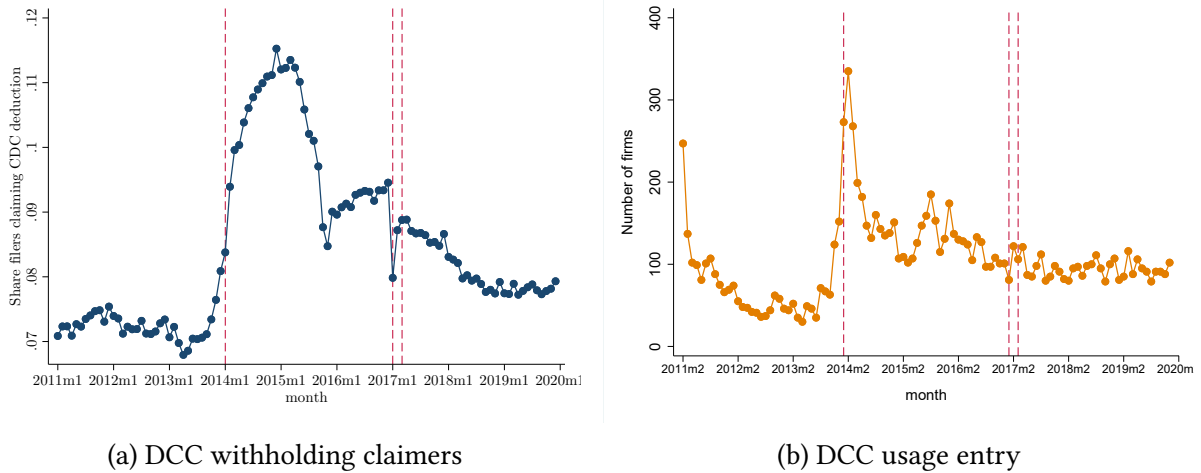 Share filers claiming CDC deduction
.12
.11
.1
.09
.08
.07
2011m1 2012m1 2013m1 2014m1 2015m1 2016m1 2017m1 2018m1 2019m1 2020m1
month
(a) DCC withholding claimers
Number of firms
400
300
200
100
0
2011m2 2012m2 2013m2 2014m2 2015m2 2016m2 2017m2 2018m2 2019m2 2020m
month
(b) DCC usage entry